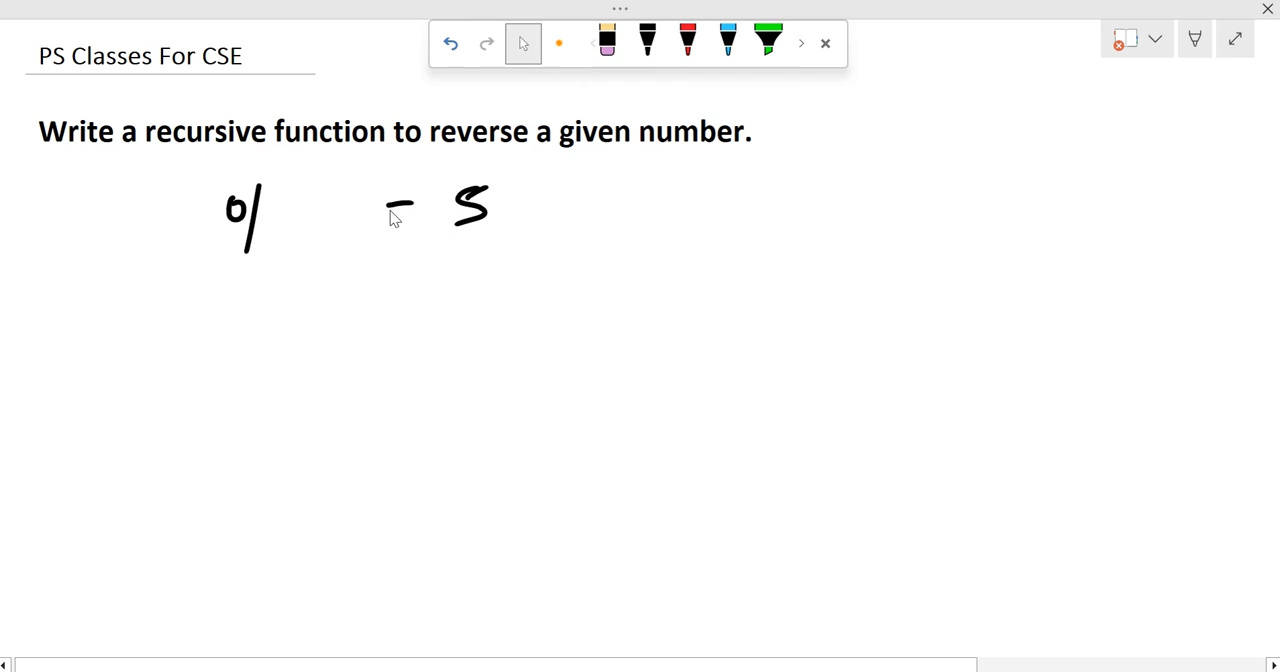 PS Classes For CSE
Write a recursive function to reverse a given number.